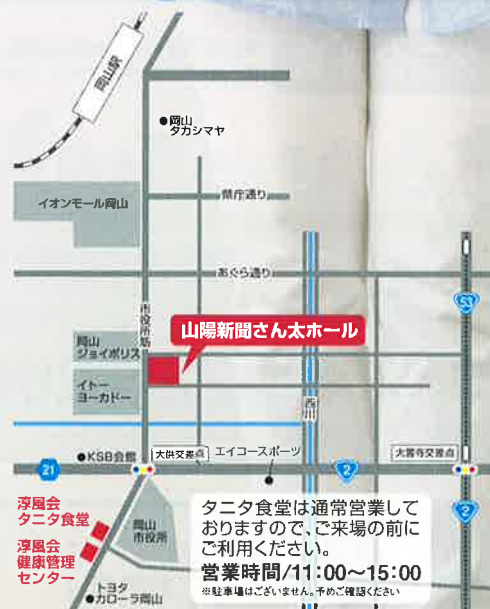 岡山駅
●岡山
タカシマヤ
県庁通り
イオンモール岡山
あくら通り
53
市役所筋
山陽新聞さん太ホール
岡山
ジョイポリス
イトー
ヨーカドー
西川
●KSB会館
大供交差点
エイコースポーツ
大雲寺交差点
21
2
淳風会
タニタ食堂
岡山
市役所
2
淳風会
健康管理
センター
トヨタ
●カローラ岡山
タニタ食堂は通常営業して
おりますので、ご来場の前に
ご利用ください。
営業時間/11:00〜15:00
※駐車場はございません。予めご確認ください